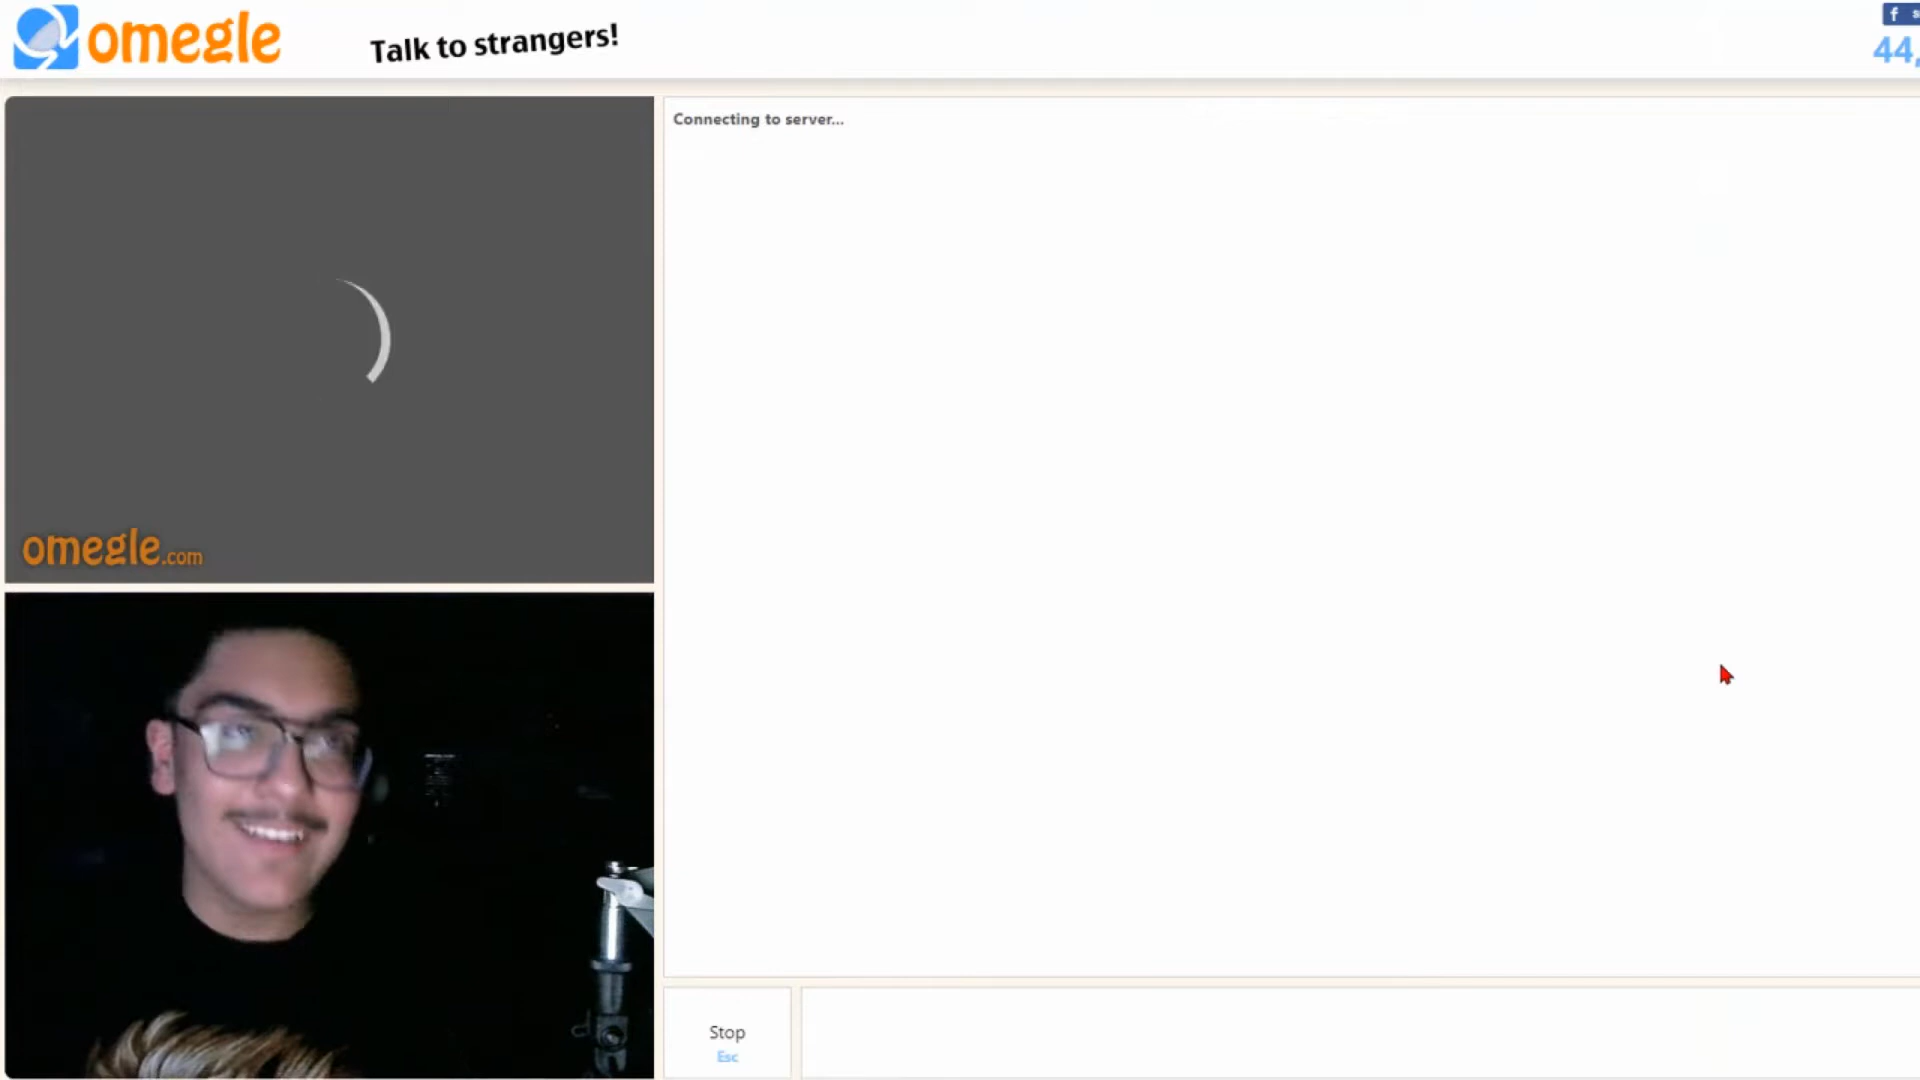 omegle
Talk to strangers!
f
44,
Connecting to server...
omegle.com
Stop
Esc